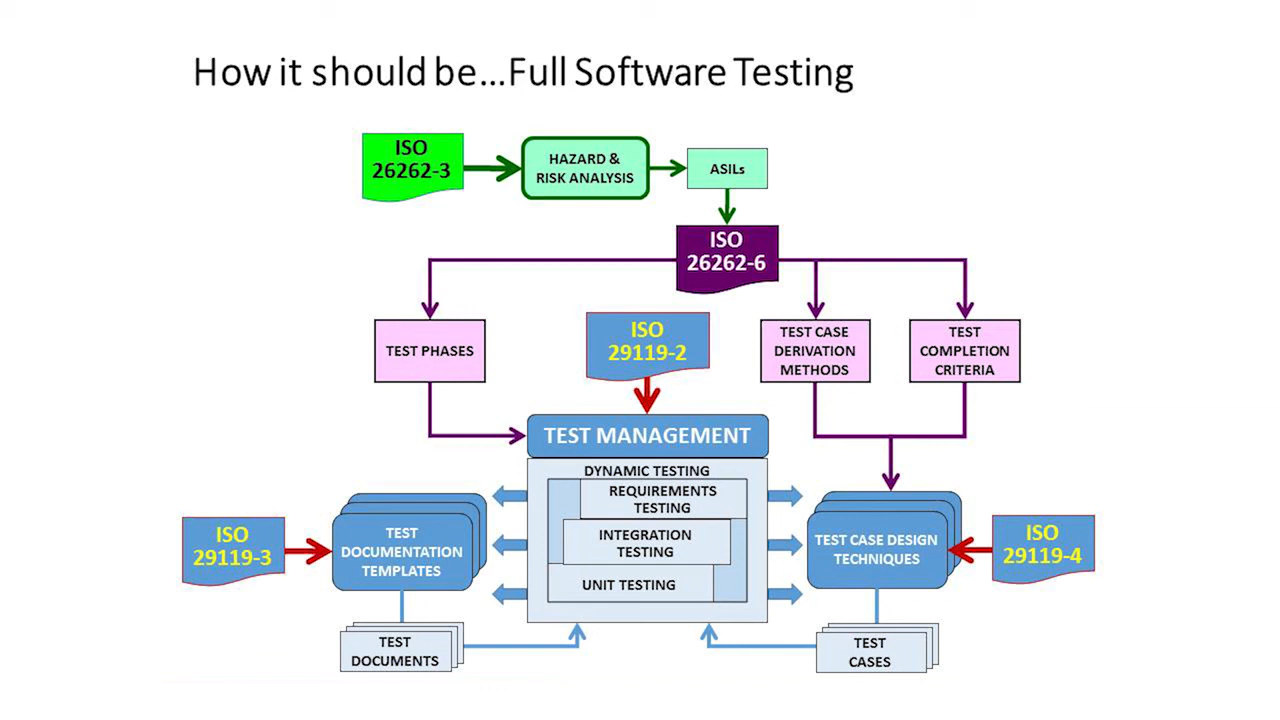 How it should be...Full Software Testing
ISO
26262-3
HAZARD &
RISK ANALYSIS
ASILs
ISO
26262-6
TEST PHASES
ISO
29119-2
TEST CASE
DERIVATION
METHODS
TEST
COMPLETION
CRITERIA
TEST MANAGEMENT
DYNAMIC TESTING
REQUIREMENTS
TESTING
INTEGRATION
TESTING
UNIT TESTING
ISO
29119-3
TEST
DOCUMENTATION
TEMPLATES
TEST CASE DESIGN
TECHNIQUES
ISO
29119-4
TEST
DOCUMENTS
TEST
CASES